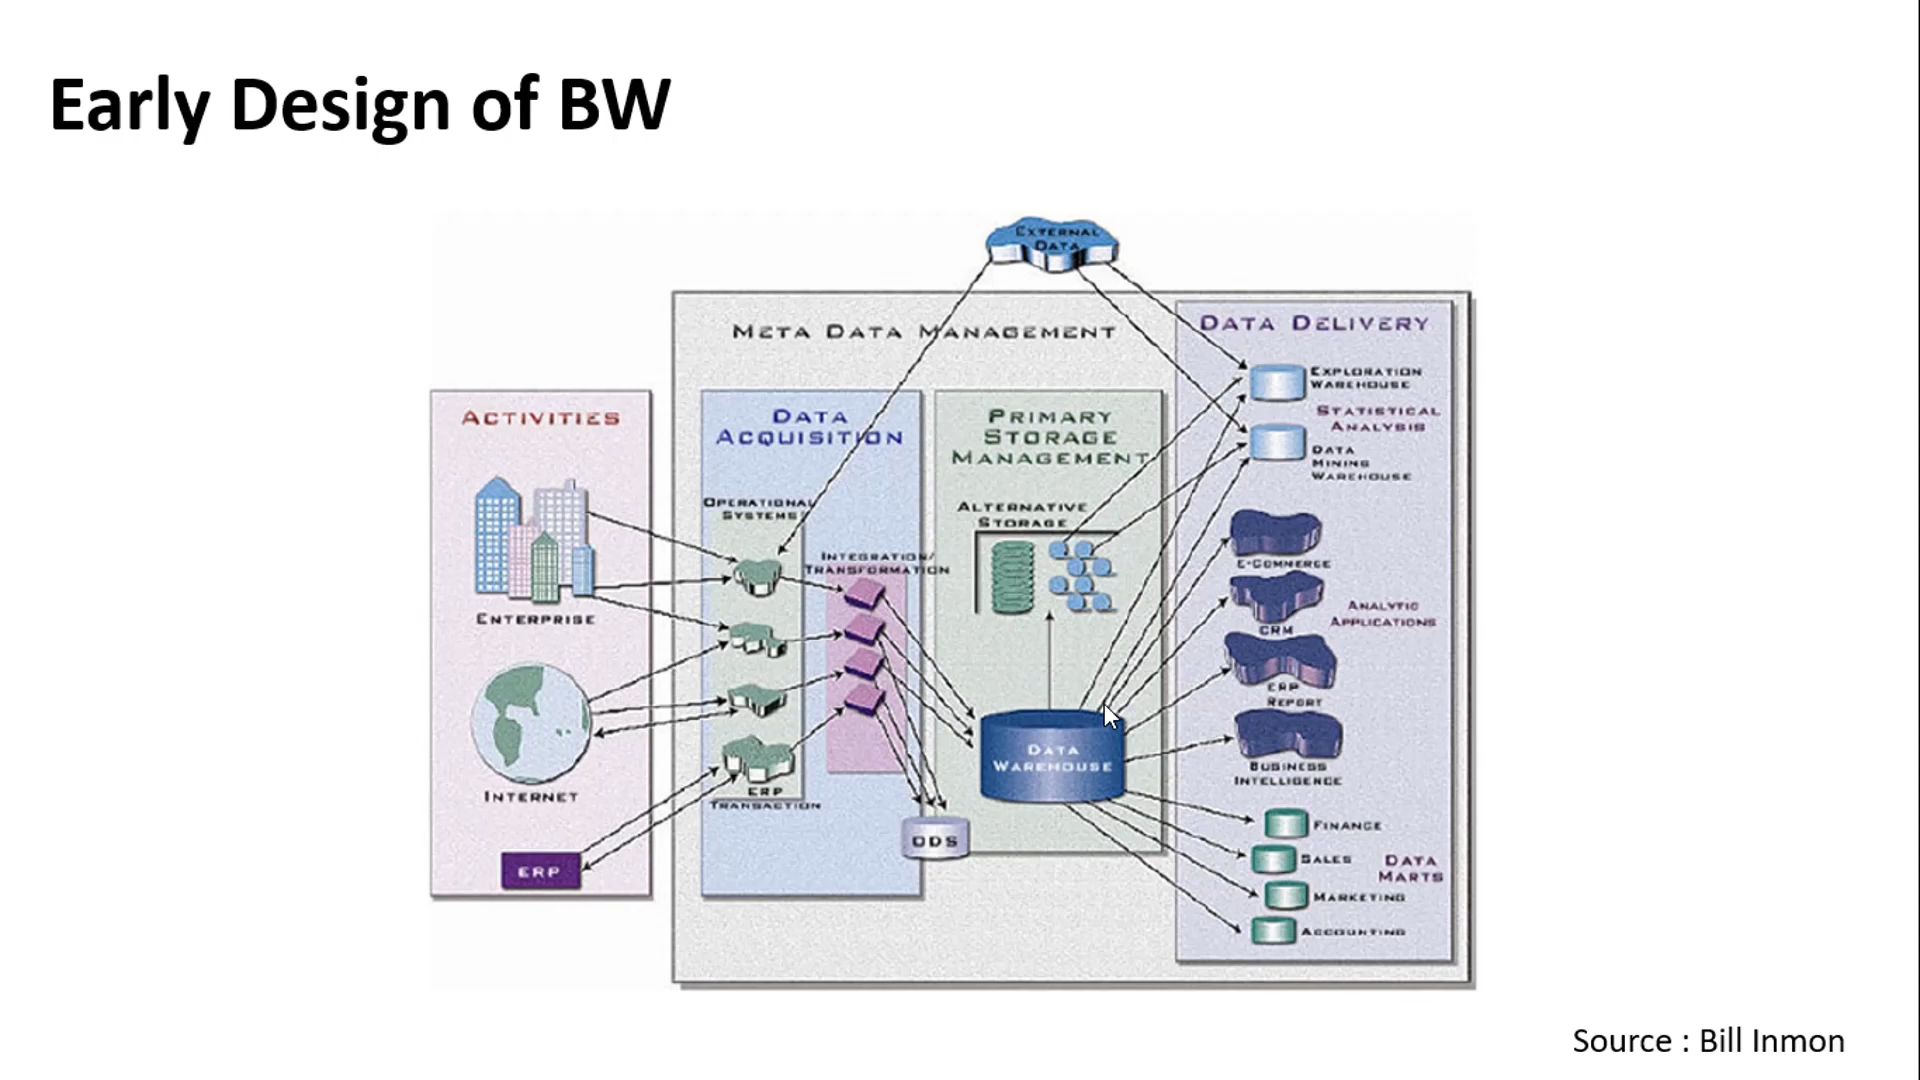 Early Design of BW
EXTERNAL
DATA
META DATA MANAGEMENT
DATA DELIVERY
ACTIVITIES
DATA
ACQUISITION
PRIMARY
STORAGE
MANAGEMENT
EXPLORATION
WAREHOUSE
STATISTICAL
ANALYSIS
DATA
MINING
WAREHOUSE
OPERATIONAL
SYSTEMS
ALTERNATIVE
STORAGE
INTEGRATION/
TRANSFORMATION
E-COMMERCE
CRM
ANALYTIC
APPLICATIONS
ERP
REPORT
ENTERPRISE
DATA
WAREHOUSE
BUSINESS
INTELLIGENCE
INTERNET
ERP
TRANSACTION
ODS
ERP
FINANCE
SALES
DATA
MARTS
MARKETING
ACCOUNTING
Source : Bill Inmon